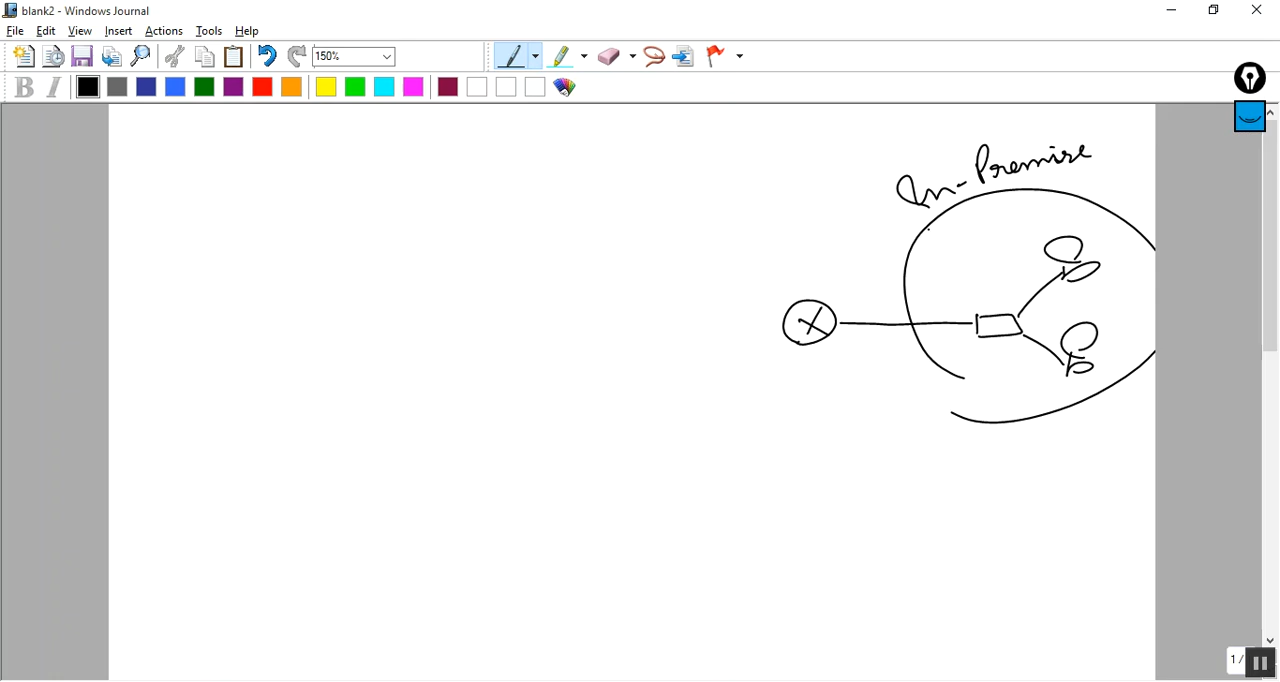 blank2 - Windows Journal
File Edit View Insert Actions Tools Help
150%
B I
On-Premise
1/